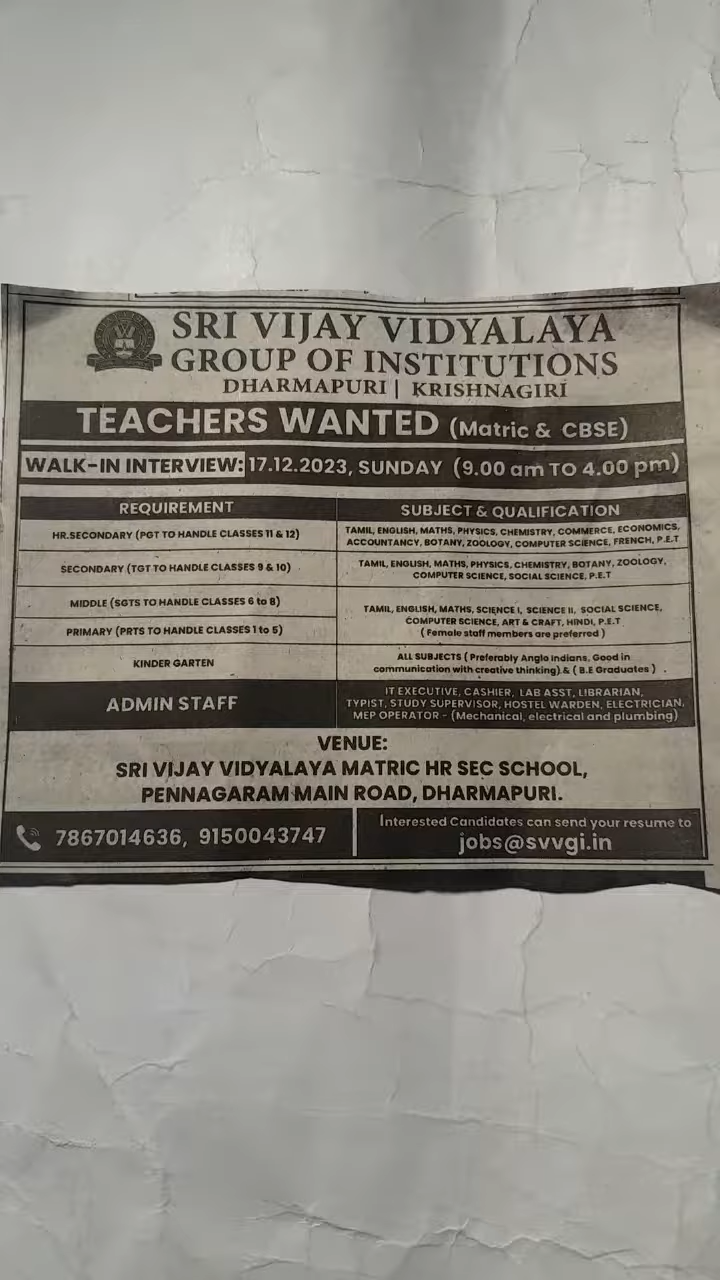 SRI VIJAY VIDYALAYA
GROUP OF INSTITUTIONS
DHARMAPURI | KRISHNAGIRI
TEACHERS WANTED (Matric & CBSE)
WALK-IN INTERVIEW: 17.12.2023, SUNDAY (9.00 am TO 4.00 pm)
REQUIREMENT
SUBJECT & QUALIFICATION
HR.SECONDARY (PGT TO HANDLE CLASSES 11 & 12)
TAMIL, ENGLISH, MATHS, PHYSICS, CHEMISTRY, COMMERCE, ECONOMICS,
ACCOUNTANCY, BOTANY, ZOOLOGY, COMPUTER SCIENCE, FRENCH, P.E.T
SECONDARY (TGT TO HANDLE CLASSES 9 & 10)
TAMIL, ENGLISH, MATHS, PHYSICS, CHEMISTRY, BOTANY, ZOOLOGY,
COMPUTER SCIENCE, SOCIAL SCIENCE, P.E.T
MIDDLE (SGTS TO HANDLE CLASSES 6 to 8)
PRIMARY (PRTS TO HANDLE CLASSES 1 to 5)
TAMIL, ENGLISH, MATHS, SCIENCE I, SCIENCE II, SOCIAL SCIENCE,
COMPUTER SCIENCE, ART & CRAFT, HINDI, P.E.T
( Female staff members are preferred )
KINDER GARTEN
ALL SUBJECTS ( Preferably Anglo Indians, Good in
communication with creative thinking) & ( B.E Graduates ) .
ADMIN STAFF
IT EXECUTIVE, CASHIER, LAB ASST, LIBRARIAN,
TYPIST, STUDY SUPERVISOR, HOSTEL WARDEN, ELECTRICIAN,
MEP OPERATOR - (Mechanical, electrical and plumbing)
VENUE:
SRI VIJAY VIDYALAYA MATRIC HR SEC SCHOOL,
PENNAGARAM MAIN ROAD, DHARMAPURI.
7867014636, 9150043747
Interested Candidates can send your resume to
jobs@svvgi.in